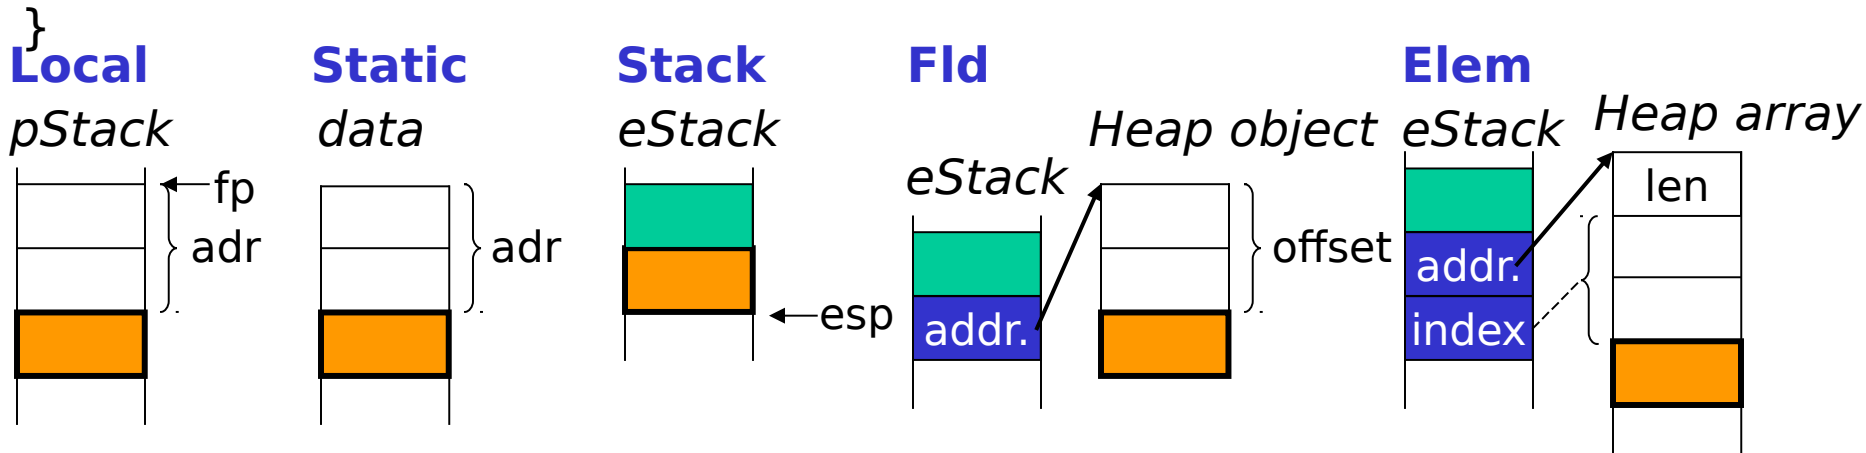 }
Local
pStack
fp
adr
Static
data
adr
Stack
eStack
esp
Fld
eStack
addr.
Heap object
offset
Elem
eStack
addr.
index
Heap array
len